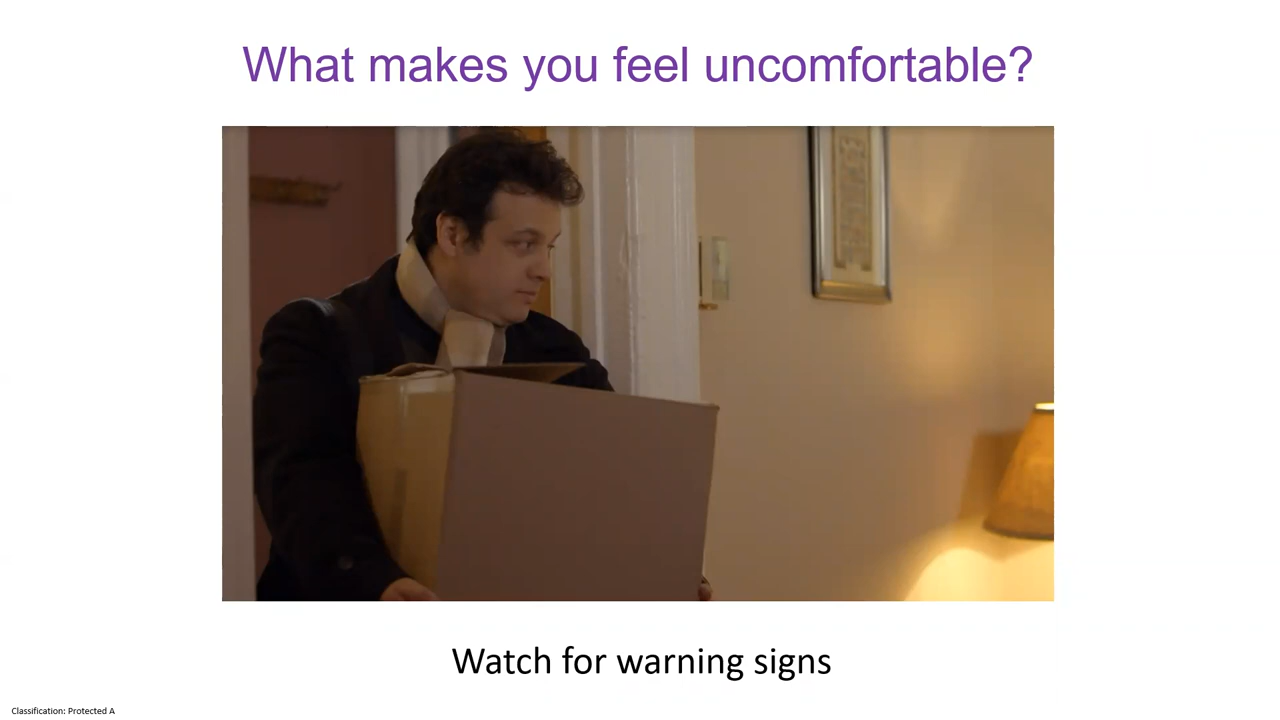 What makes you feel uncomfortable?
Watch for warning signs
Classification: Protected A